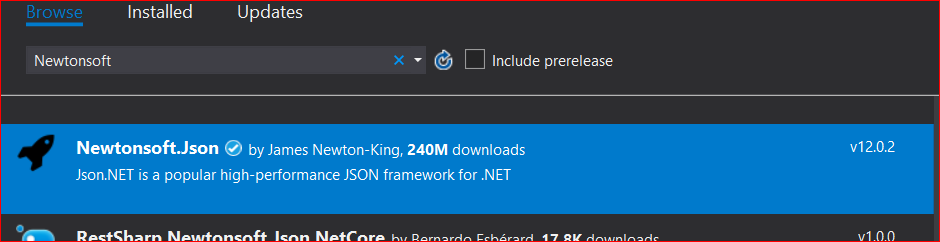 Browse Installed Updates
Newtonsoft Include prerelease
Newtonsoft.Json by James Newton-King, 240M downloads v12.0.2
Json.NET is a popular high-performance JSON framework for .NET
RestSharp.Newtonsoft.Json.NetCore by Bernardo Esbérard, 17.8K downloads v1.0.0